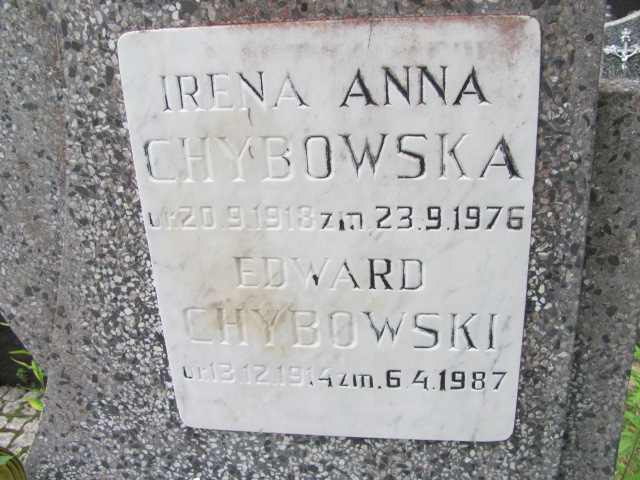 IRENA ANNA
CHYBOWSKA
ur.20.9.1918 zm.23.9.1976
EDWARD
CHYBOWSKI
ur.13.12.1914 zm.6.4.1987